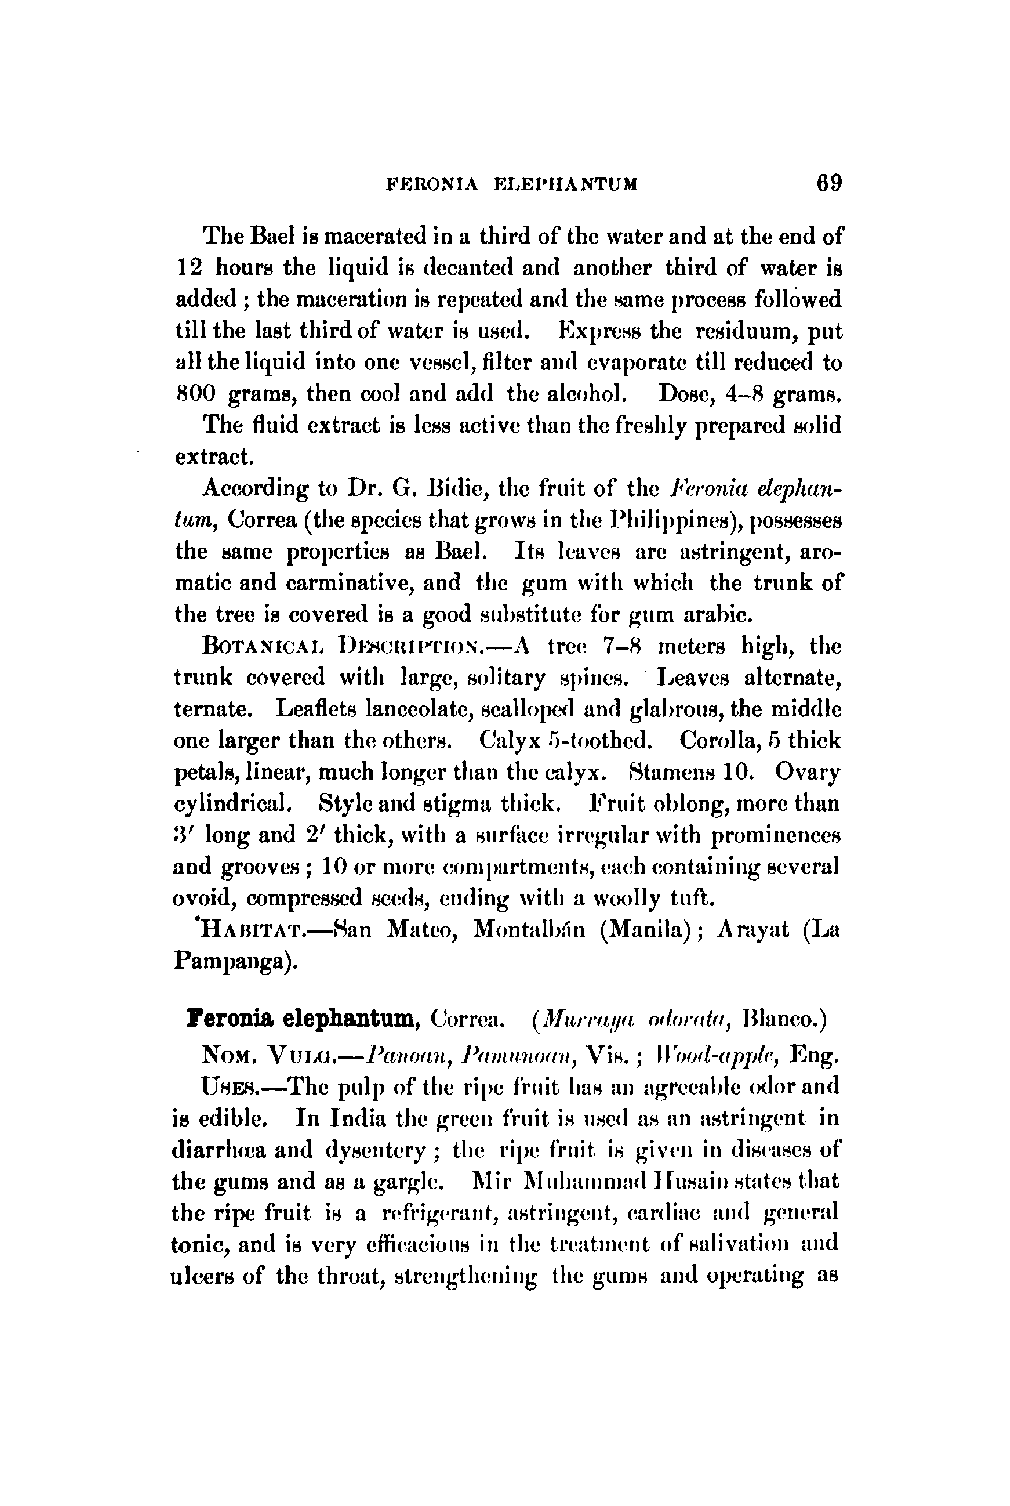 FERONIA ELEPHANTUM 69
The Bael is macerated in a third of the water and at the end of
12 hours the liquid is decanted and another third of water is
added ; the maceration is repeated and the same process followed
till the last third of water is used. Express the residuum, put
all the liquid into one vessel, filter and evaporate till reduced to
800 grams, then cool and add the alcohol. Dose, 4–8 grams.
The fluid extract is less active than the freshly prepared solid
extract.
According to Dr. G. Bidie, the fruit of the Feronia elephan-
tum, Correa (the species that grows in the Philippines), possesses
the same properties as Bael. Its leaves are astringent, aro-
matic and carminative, and the gum with which the trunk of
the tree is covered is a good substitute for gum arabic.
BOTANICAL DESCRIPTION.—A tree 7–8 meters high, the
trunk covered with large, solitary spines. Leaves alternate,
ternate. Leaflets lanceolate, scalloped and glabrous, the middle
one larger than the others. Calyx 5-toothed. Corolla, 5 thick
petals, linear, much longer than the calyx. Stamens 10. Ovary
cylindrical. Style and stigma thick. Fruit oblong, more than
3′ long and 2′ thick, with a surface irregular with prominences
and grooves ; 10 or more compartments, each containing several
ovoid, compressed seeds, ending with a woolly tuft.
HABITAT.—San Mateo, Montalbán (Manila) ; Arayat (La
Pampanga).
Feronia elephantum, Correa. (Murraya odorata, Blanco.)
NOM. VULG.—Panoan, Pamunoan, Vis. ; Wood-apple, Eng.
USES.—The pulp of the ripe fruit has an agreeable odor and
is edible. In India the green fruit is used as an astringent in
diarrhœa and dysentery ; the ripe fruit is given in diseases of
the gums and as a gargle. Mir Muhammad Husain states that
the ripe fruit is a refrigerant, astringent, cardiac and general
tonic, and is very efficacious in the treatment of salivation and
ulcers of the throat, strengthening the gums and operating as